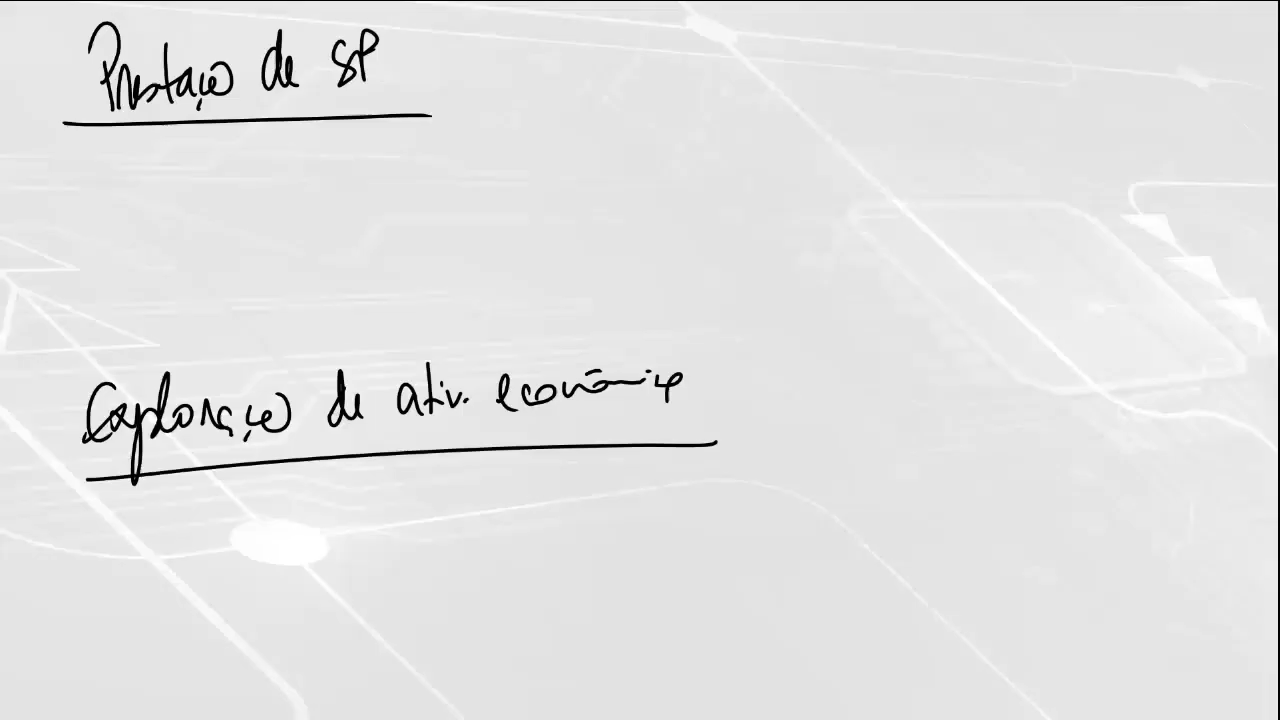 Prestação de SP
Exploração de ativ. econômica